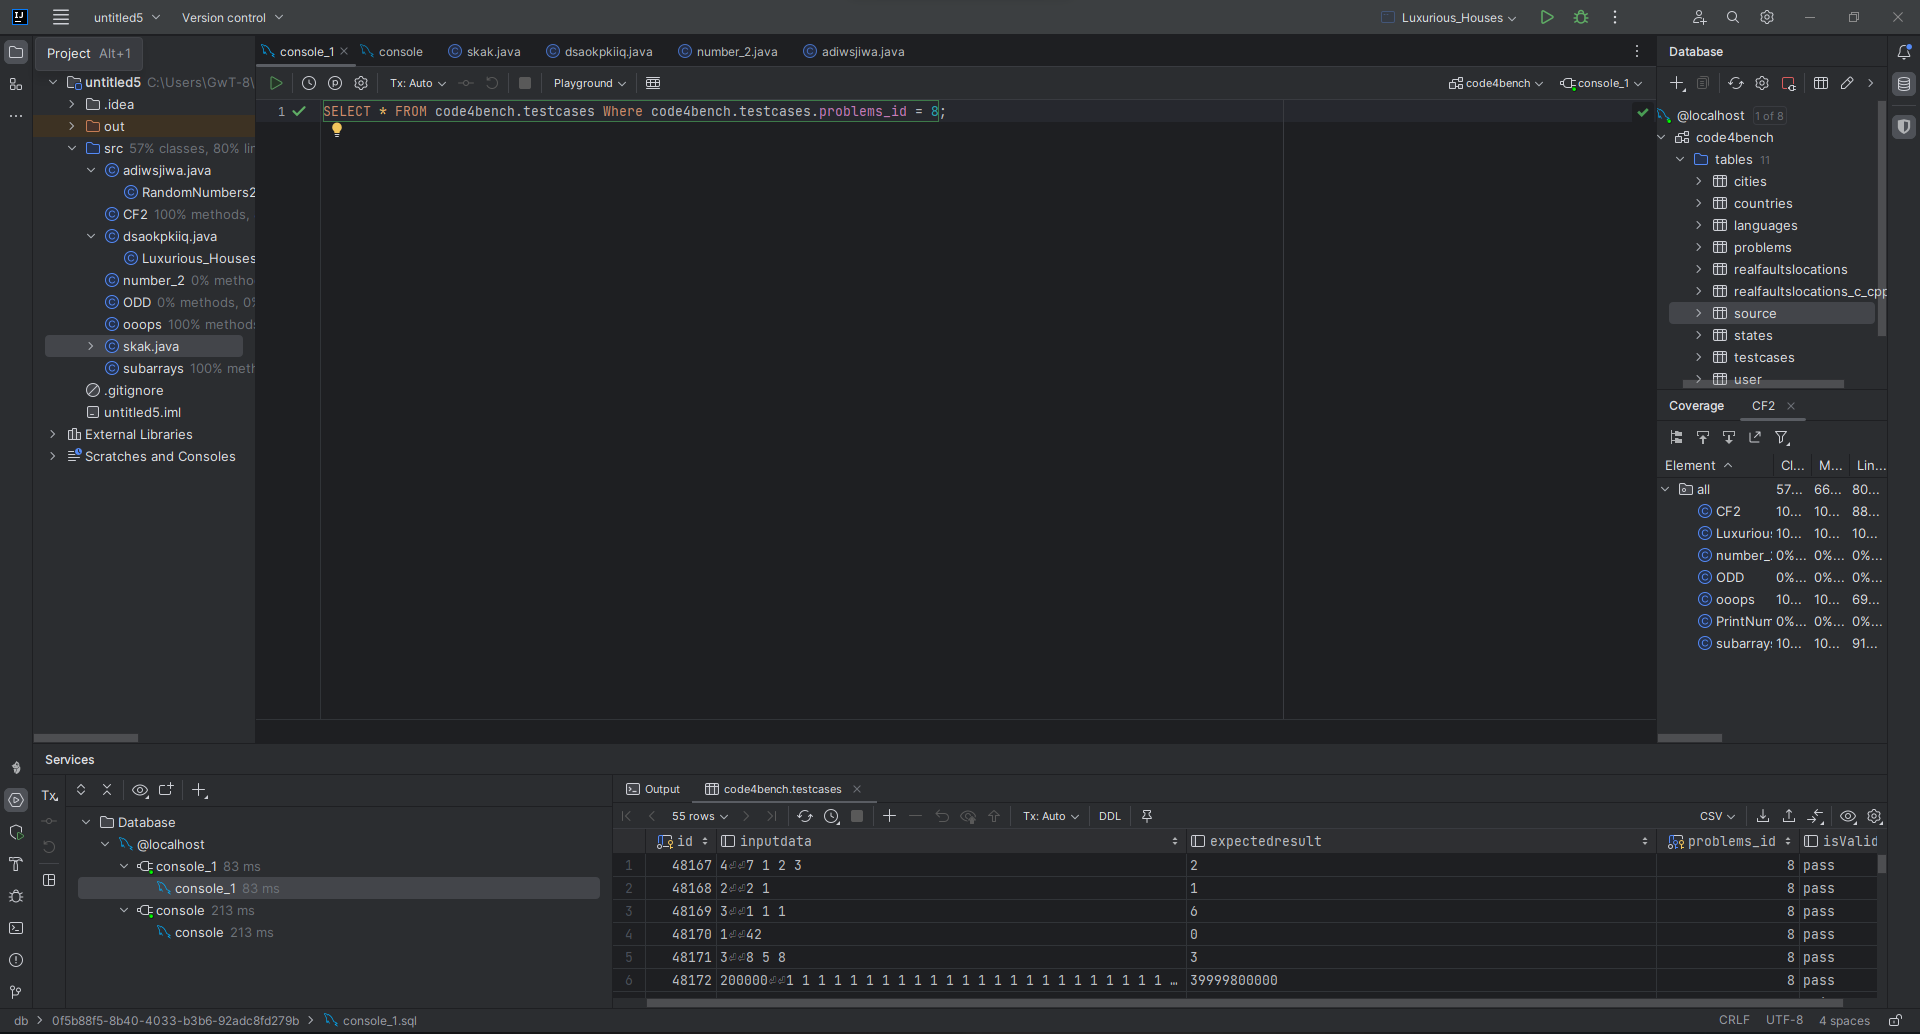 untitled5
Version control
Luxurious_Houses
Project Alt+1
untitled5 C:\Users\GwT-8\
.idea
out
src 57% classes, 80% lin
adiwsjiwa.java
RandomNumbers2
CF2 100% methods,
dsaokpkiiq.java
Luxurious_Houses
number_2 0% metho
ODD 0% methods, 0%
ooops 100% methods
skak.java
subarrays 100% meth
.gitignore
untitled5.iml
External Libraries
Scratches and Consoles
console_1
console
skak.java
dsaokpkiiq.java
number_2.java
adiwsjiwa.java
Tx: Auto
Playground
code4bench
console_1
1 SELECT * FROM code4bench.testcases Where code4bench.testcases.problems_id = 8;
Database
@localhost 1 of 8
code4bench
tables 11
cities
countries
languages
problems
realfaultslocations
realfaultslocations_c_cpp
source
states
testcases
user
Coverage
CF2
Element Cl... M... Lin...
all 57... 66... 80...
CF2 10... 10... 88...
Luxurious 10... 10... 10...
number_ 0%... 0%... 0%...
ODD 0%... 0%... 0%...
ooops 10... 10... 69...
PrintNum 0%... 0%... 0%...
subarray 10... 10... 91...
Services
Tx
Database
@localhost
console_1 83 ms
console_1 83 ms
console 213 ms
console 213 ms
Output
code4bench.testcases
55 rows
Tx: Auto
DDL
CSV
id inputdata expectedresult problems_id isValid
1 48167 4⏎⏎7 1 2 3 2 8 pass
2 48168 2⏎⏎2 1 1 8 pass
3 48169 3⏎⏎1 1 1 6 8 pass
4 48170 1⏎⏎42 0 8 pass
5 48171 3⏎⏎8 5 8 3 8 pass
6 48172 200000⏎⏎1 1 1 1 1 1 1 1 1 1 1 1 1 1 1 1 1 1 1 1 1 1 1 1 … 39999800000 8 pass
db > 0f5b88f5-8b40-4033-b3b6-92adc8fd279b > console_1.sql
CRLF UTF-8 4 spaces